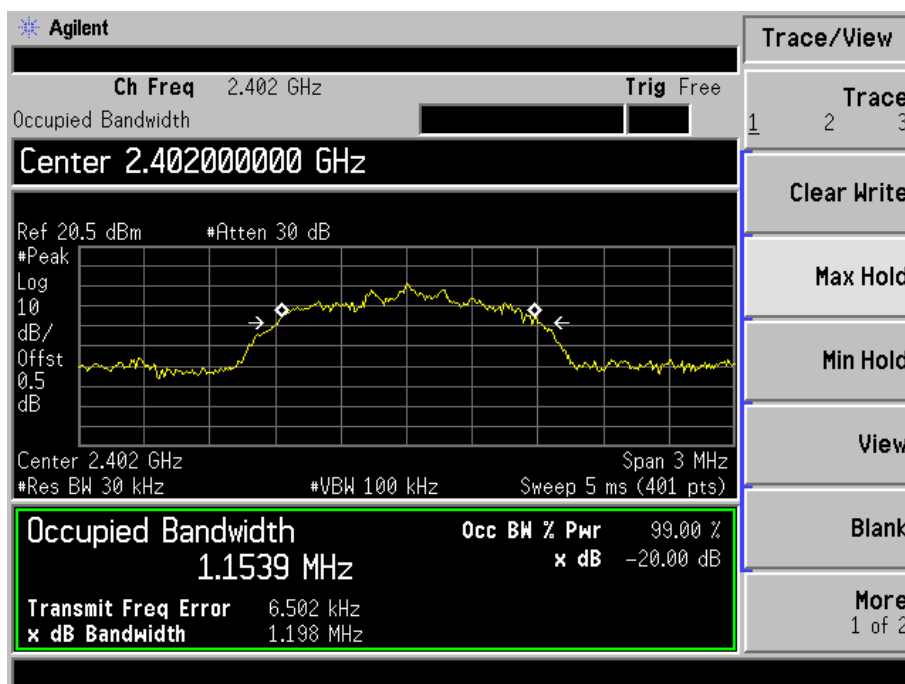 Agilent
Trace/View
Ch Freq 2.402 GHz Trig Free
Occupied Bandwidth
Trace
1 2 3
Center 2.402000000 GHz
Clear Write
Ref 20.5 dBm #Atten 30 dB
#Peak
Log
10
dB/
Offst
0.5
dB
Max Hold
Min Hold
Center 2.402 GHz Span 3 MHz
#Res BW 30 kHz #VBW 100 kHz Sweep 5 ms (401 pts)
View
Occupied Bandwidth Occ BW % Pwr 99.00 %
1.1539 MHz x dB -20.00 dB
Blank
Transmit Freq Error 6.502 kHz
x dB Bandwidth 1.198 MHz
More
1 of 2